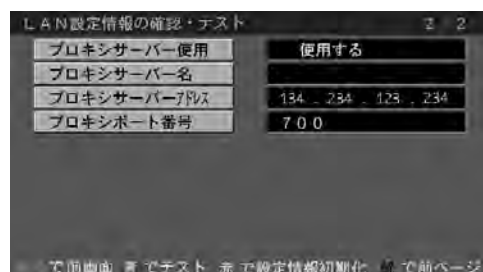 LAN設定情報の確認・テスト 2 2
プロキシサーバー使用 使用する
プロキシサーバー名
プロキシサーバーアドレス 134 . 234 . 123 . 234
プロキシポート番号 700
で前画面 青 でテスト 赤 で設定情報初期化 緑 で前ページ